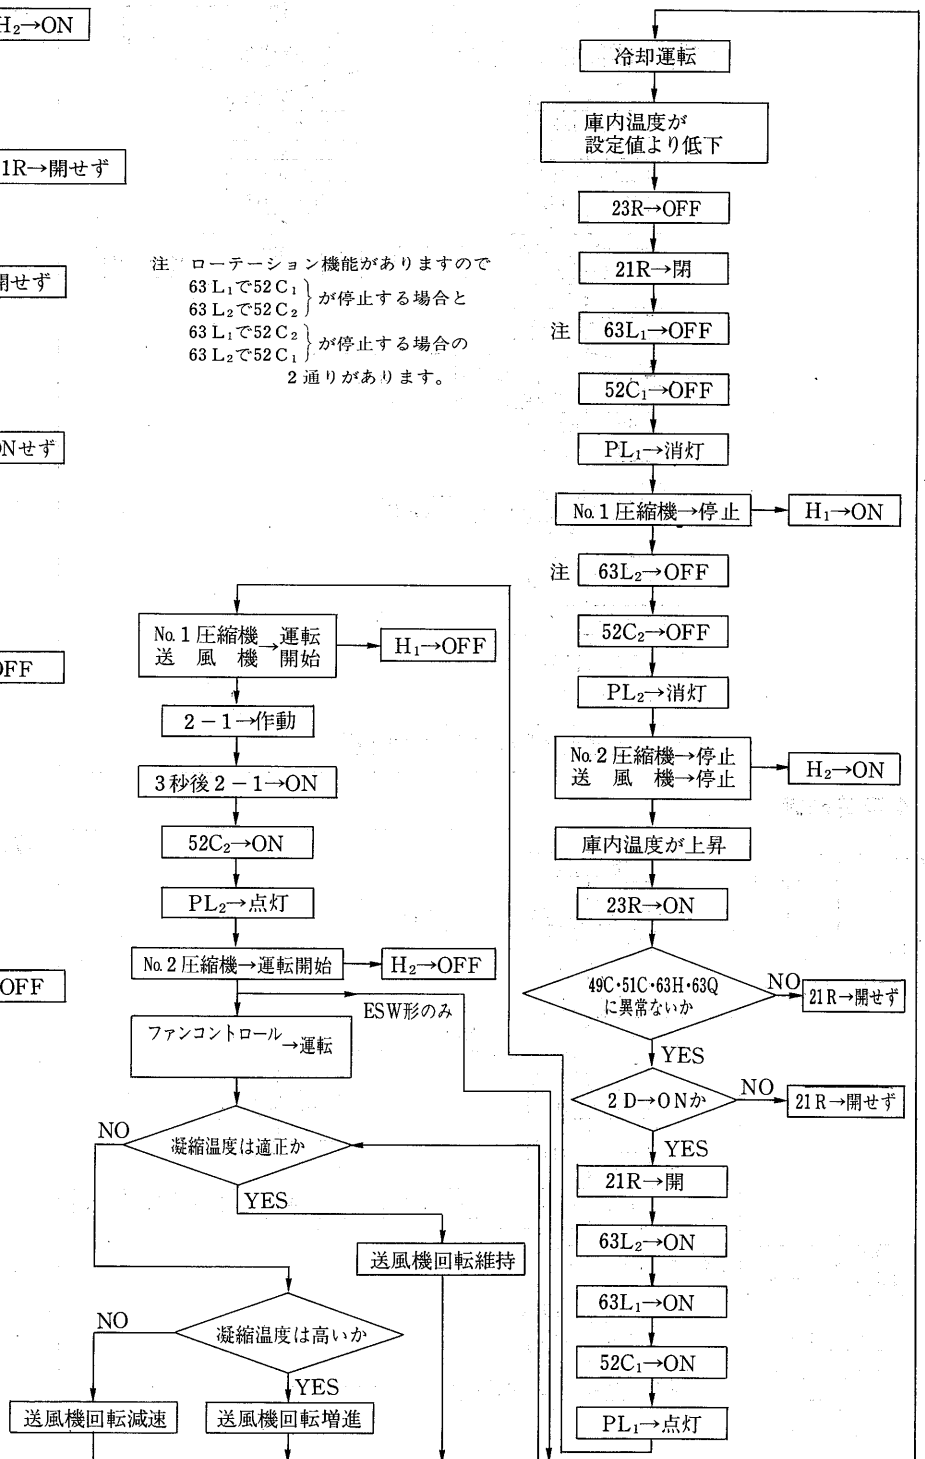 H₂→ON
1R→開せず
開せず
ONせず
OFF
OFF
注 ローテーション機能がありますので
63L₁で52C₁
63L₂で52C₂
が停止する場合と
63L₁で52C₂
63L₂で52C₁
が停止する場合の
2通りがあります。
No.1圧縮機→運転
送風機 開始
H₁→OFF
2-1→作動
3秒後2-1→ON
52C₂→ON
PL₂→点灯
No.2圧縮機→運転開始
H₂→OFF
ESW形のみ
ファンコントロール
→運転
凝縮温度は適正か
NO
YES
送風機回転維持
凝縮温度は高いか
NO
YES
送風機回転減速
送風機回転増進
冷却運転
庫内温度が
設定値より低下
23R→OFF
21R→閉
注 63L₁→OFF
52C₁→OFF
PL₁→消灯
No.1圧縮機→停止
H₁→ON
注 63L₂→OFF
52C₂→OFF
PL₂→消灯
No.2圧縮機→停止
送風機→停止
H₂→ON
庫内温度が上昇
23R→ON
49C・51C・63H・63Q
に異常ないか
NO
21R→開せず
YES
2D→ONか
NO
21R→開せず
YES
21R→開
63L₂→ON
63L₁→ON
52C₁→ON
PL₁→点灯